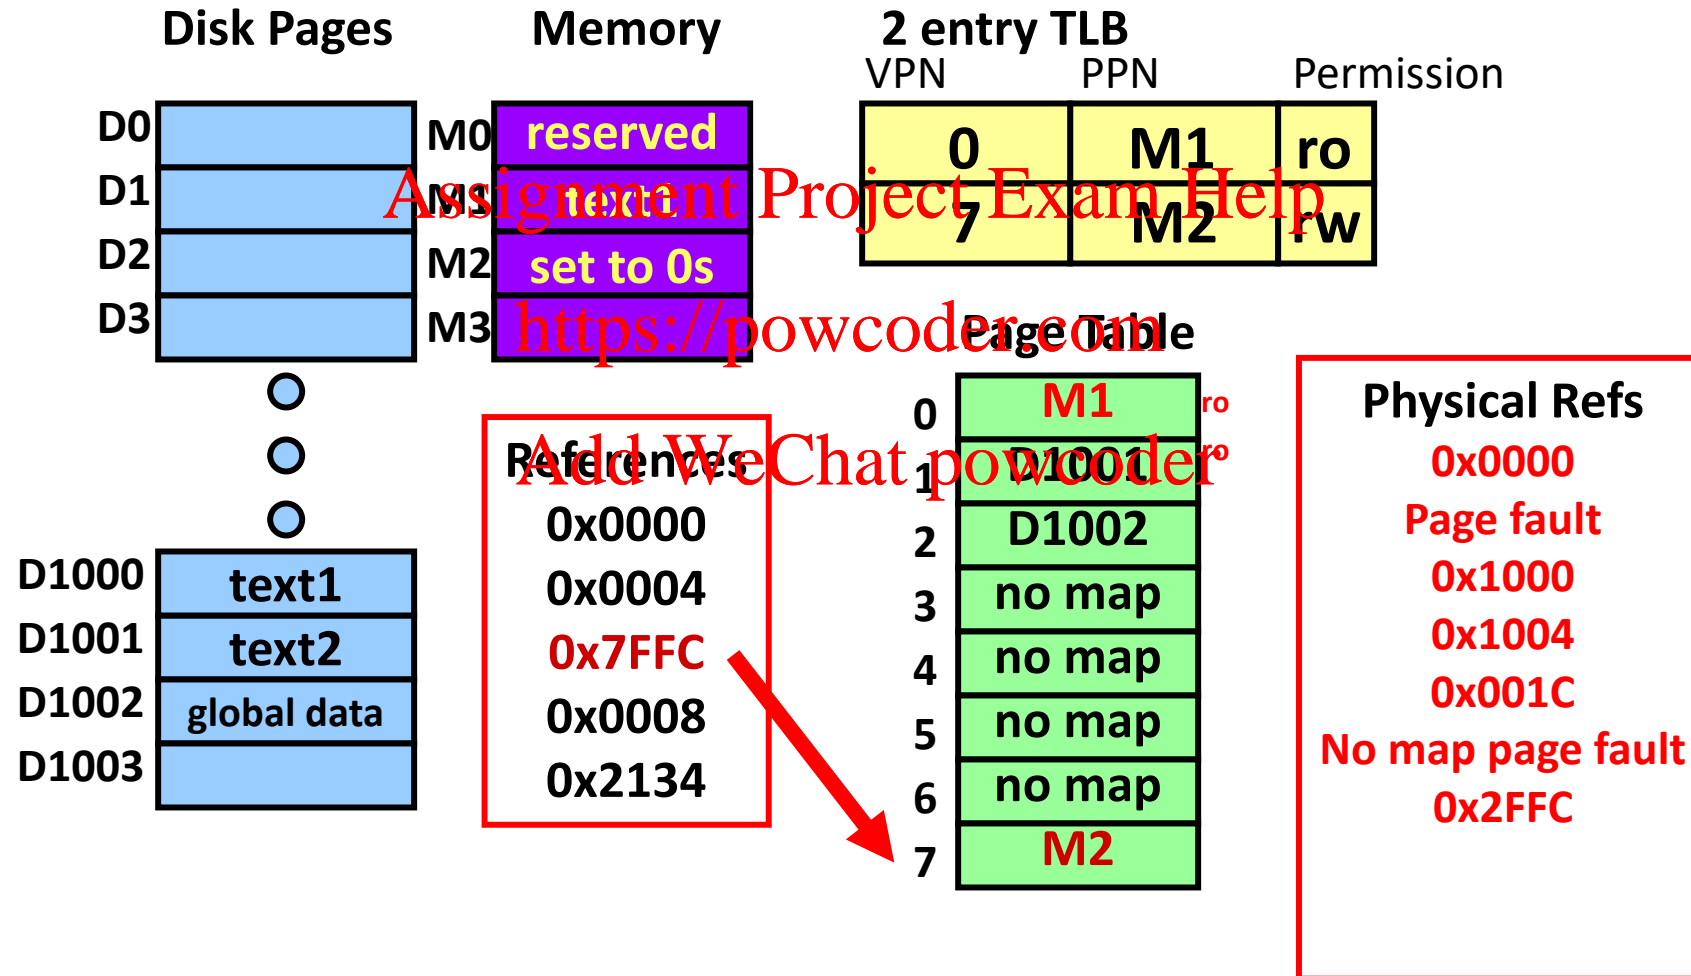 Disk Pages
Memory
2 entry TLB
VPN PPN Permission
D0
D1
D2
D3
M0 reserved
M1 text1
M2 set to 0s
M3
0 M1 ro
7 M2 rw
Assignment Project Exam Help
https://powcoder.com
Add WeChat powcoder
D1000 text1
D1001 text2
D1002 global data
D1003
References
0x0000
0x0004
0x7FFC
0x0008
0x2134
Page Table
0 M1 ro
1 D1001 ro
2 D1002
3 no map
4 no map
5 no map
6 no map
7 M2
Physical Refs
0x0000
Page fault
0x1000
0x1004
0x001C
No map page fault
0x2FFC